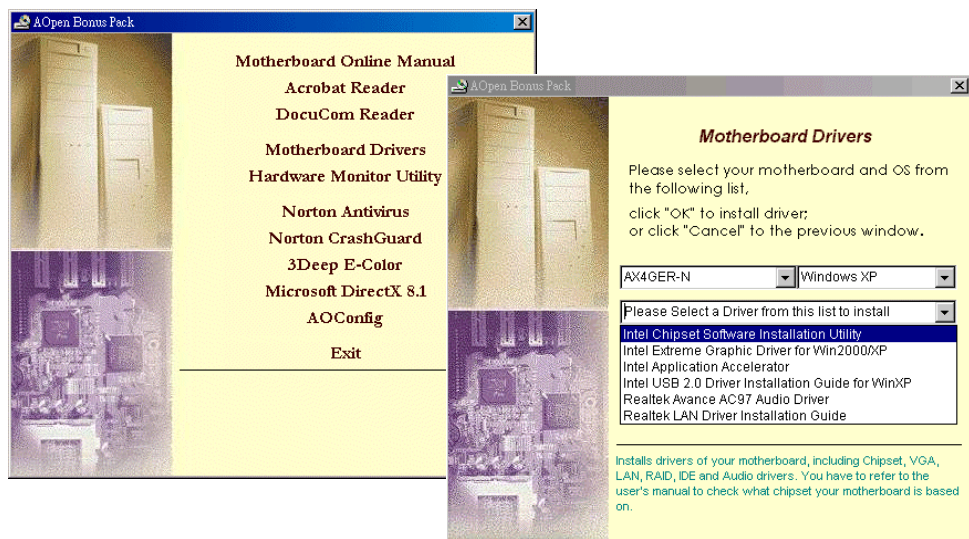 AOpen Bonus Pack
Motherboard Online Manual
Acrobat Reader
DocuCom Reader
Motherboard Drivers
Hardware Monitor Utility
Norton Antivirus
Norton CrashGuard
3Deep E-Color
Microsoft DirectX 8.1
AOConfig
Exit
AOpen Bonus Pack
Motherboard Drivers
Please select your motherboard and OS from
the following list,
click "OK" to install driver;
or click "Cancel" to the previous window.
AX4GER-N
Windows XP
Please Select a Driver from this list to install
Intel Chipset Software Installation Utility
Intel Extreme Graphic Driver for Win2000/XP
Intel Application Accelerator
Intel USB 2.0 Driver Installation Guide for WinXP
Realtek Avance AC97 Audio Driver
Realtek LAN Driver Installation Guide
Installs drivers of your motherboard, including Chipset, VGA,
LAN, RAID, IDE and Audio drivers. You have to refer to the
user's manual to check what chipset your motherboard is based
on.